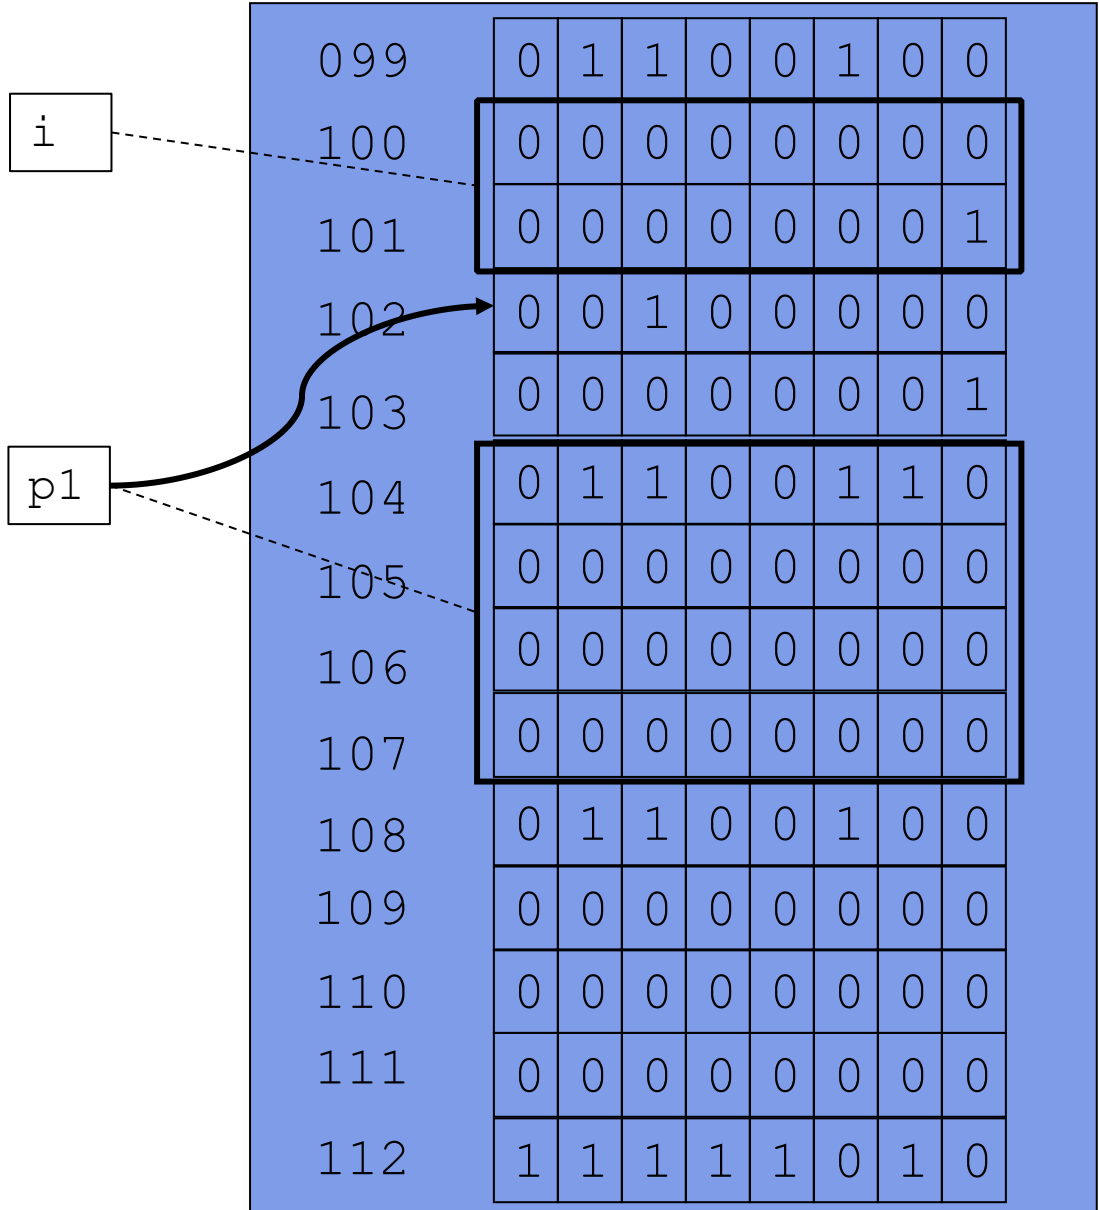 099 0 1 1 0 0 1 0 0
i
100 0 0 0 0 0 0 0 0
101 0 0 0 0 0 0 0 1
102 0 0 1 0 0 0 0 0
103 0 0 0 0 0 0 0 1
p1
104 0 1 1 0 0 1 1 0
105 0 0 0 0 0 0 0 0
106 0 0 0 0 0 0 0 0
107 0 0 0 0 0 0 0 0
108 0 1 1 0 0 1 0 0
109 0 0 0 0 0 0 0 0
110 0 0 0 0 0 0 0 0
111 0 0 0 0 0 0 0 0
112 1 1 1 1 1 0 1 0